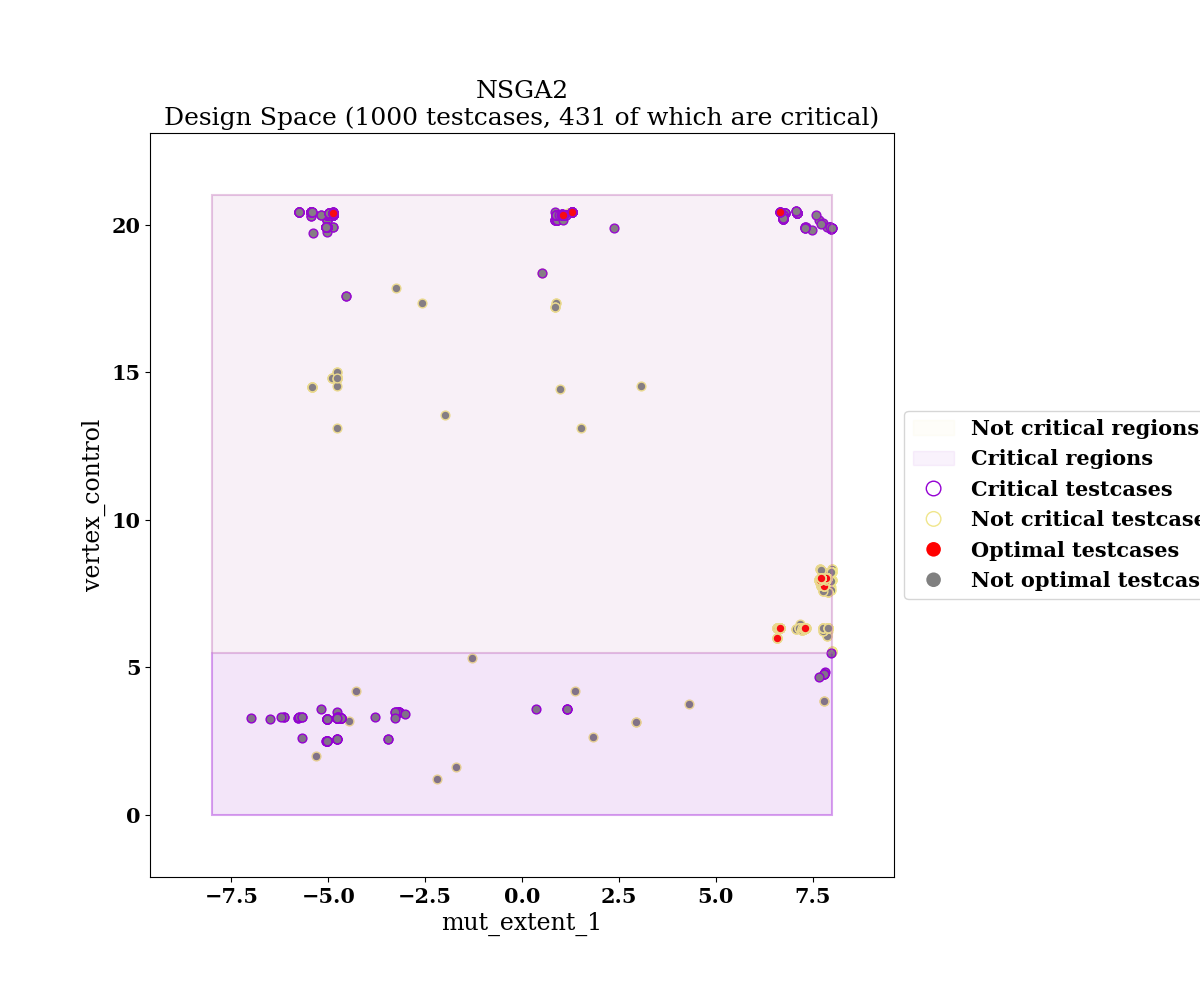 NSGA2
Design Space (1000 testcases, 431 of which are critical)
20
15
10
5
0
vertex_control
−7.5 −5.0 −2.5 0.0 2.5 5.0 7.5
mut_extent_1
Not critical regions
Critical regions
Critical testcases
Not critical testcase
Optimal testcases
Not optimal testcas